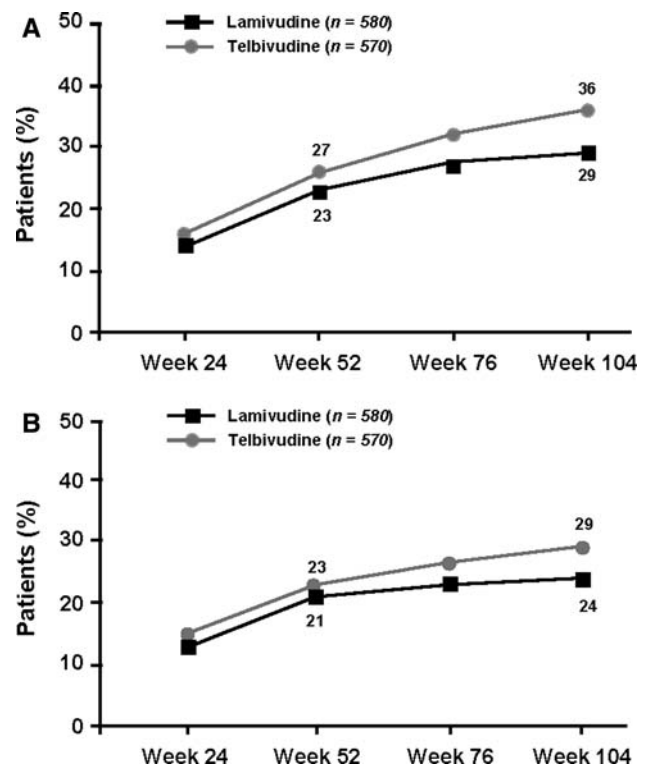 A
50
Lamivudine (n = 580)
Telbivudine (n = 570)
40
36
30
27
29
20
23
10
0
Patients (%)
Week 24 Week 52 Week 76 Week 104
B
50
Lamivudine (n = 580)
Telbivudine (n = 570)
40
30
29
23
20
21
24
10
0
Patients (%)
Week 24 Week 52 Week 76 Week 104